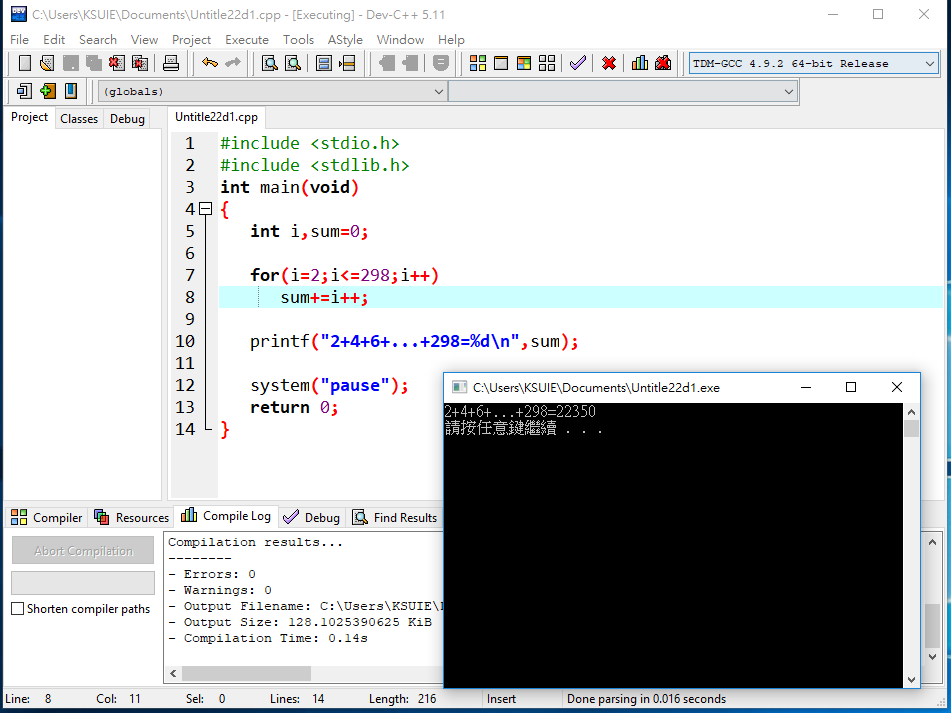 C:\Users\KSUIE\Documents\Untitle22d1.cpp - [Executing] - Dev-C++ 5.11
File Edit Search View Project Execute Tools AStyle Window Help
TDM-GCC 4.9.2 64-bit Release
(globals)
Project Classes Debug
Untitle22d1.cpp
1 #include <stdio.h>
2 #include <stdlib.h>
3 int main(void)
4 {
5 int i,sum=0;
6
7 for(i=2;i<=298;i++)
8 sum+=i++;
9
10 printf("2+4+6+...+298=%d\n",sum);
11
12 system("pause");
13 return 0;
14 }
C:\Users\KSUIE\Documents\Untitle22d1.exe
2+4+6+...+298=22350
請按任意鍵繼續 . . .
Compiler Resources Compile Log Debug Find Results
Abort Compilation
Shorten compiler paths
Compilation results...
--------
- Errors: 0
- Warnings: 0
- Output Filename: C:\Users\KSUIE\
- Output Size: 128.1025390625 KiB
- Compilation Time: 0.14s
Line: 8 Col: 11 Sel: 0 Lines: 14 Length: 216 Insert Done parsing in 0.016 seconds